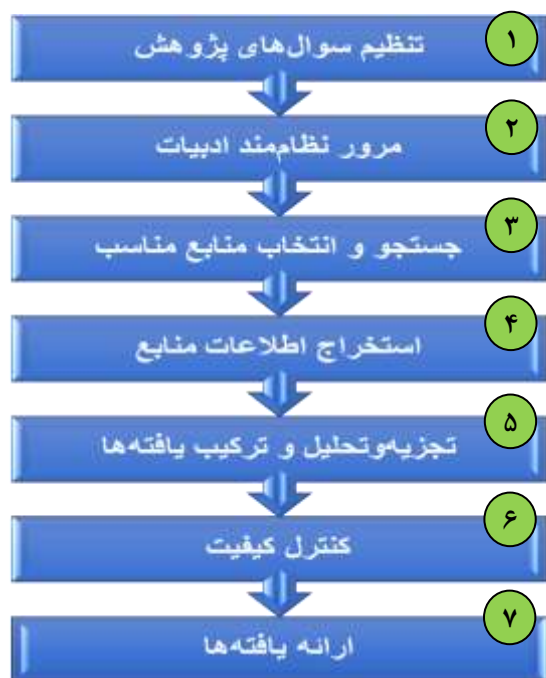 ۱
تنظیم سوال‌های پژوهش
۲
مرور نظام‌مند ادبیات
۳
جستجو و انتخاب منابع مناسب
۴
استخراج اطلاعات منابع
۵
تجزیه‌وتحلیل و ترکیب یافته‌ها
۶
کنترل کیفیت
۷
ارائه یافته‌ها